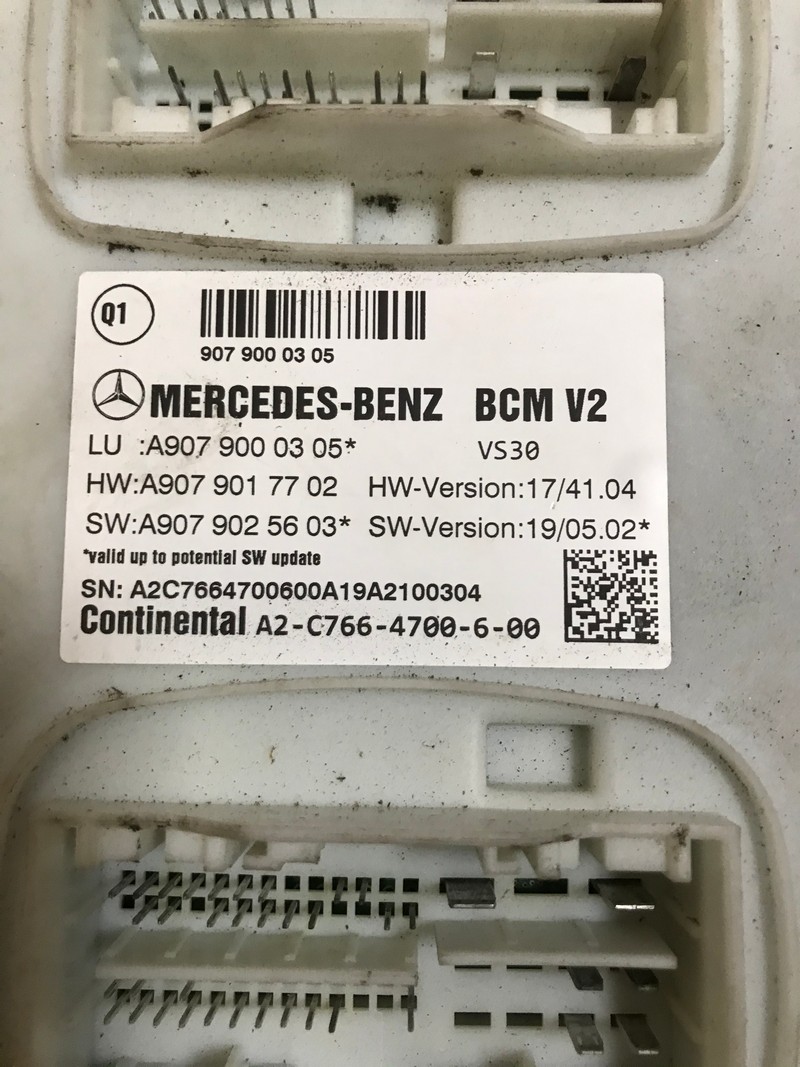 Q1
907 900 03 05
MERCEDES-BENZ BCM V2
LU :A907 900 03 05* VS30
HW:A907 901 77 02 HW-Version:17/41.04
SW:A907 902 56 03* SW-Version:19/05.02*
*valid up to potential SW update
SN: A2C7664700600A19A2100304
Continental A2-C766-4700-6-00